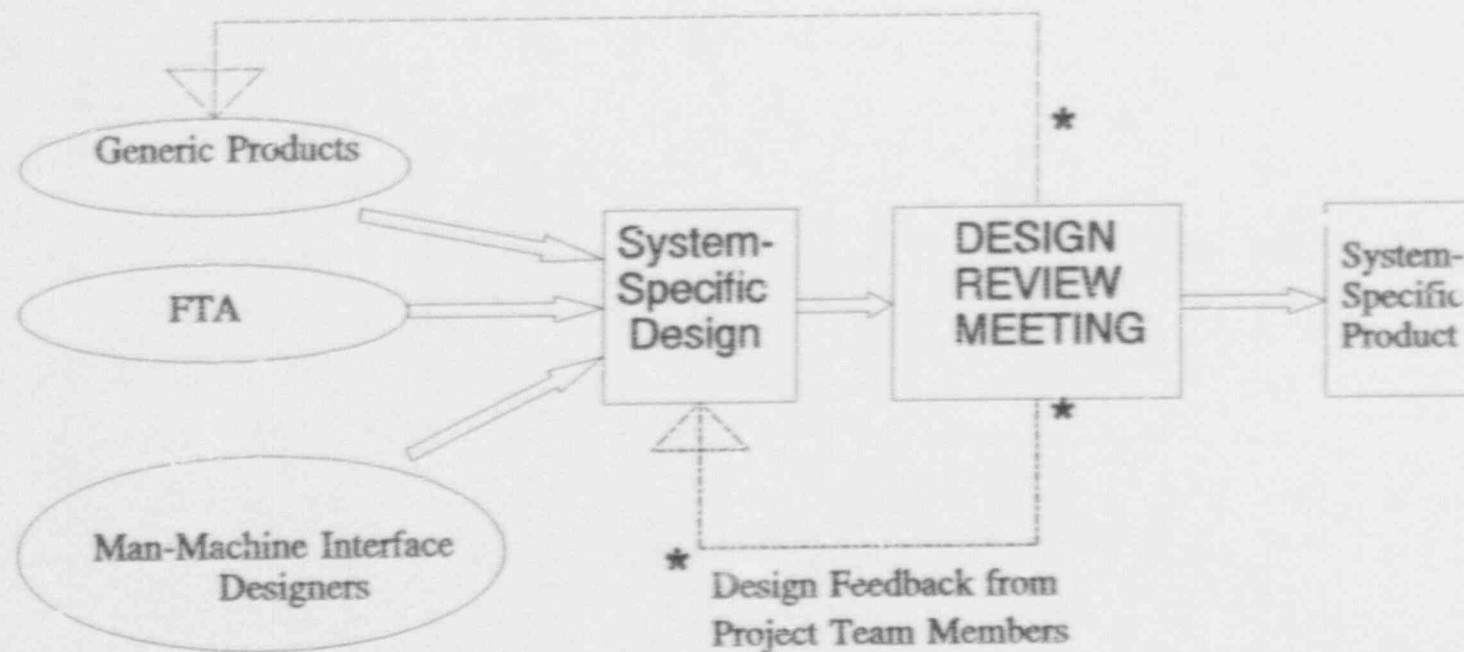 *
Generic Products
System-
Specific
Design
DESIGN
REVIEW
MEETING
System-
Specific
Product
FTA
*
Man-Machine Interface
Designers
* Design Feedback from
Project Team Members